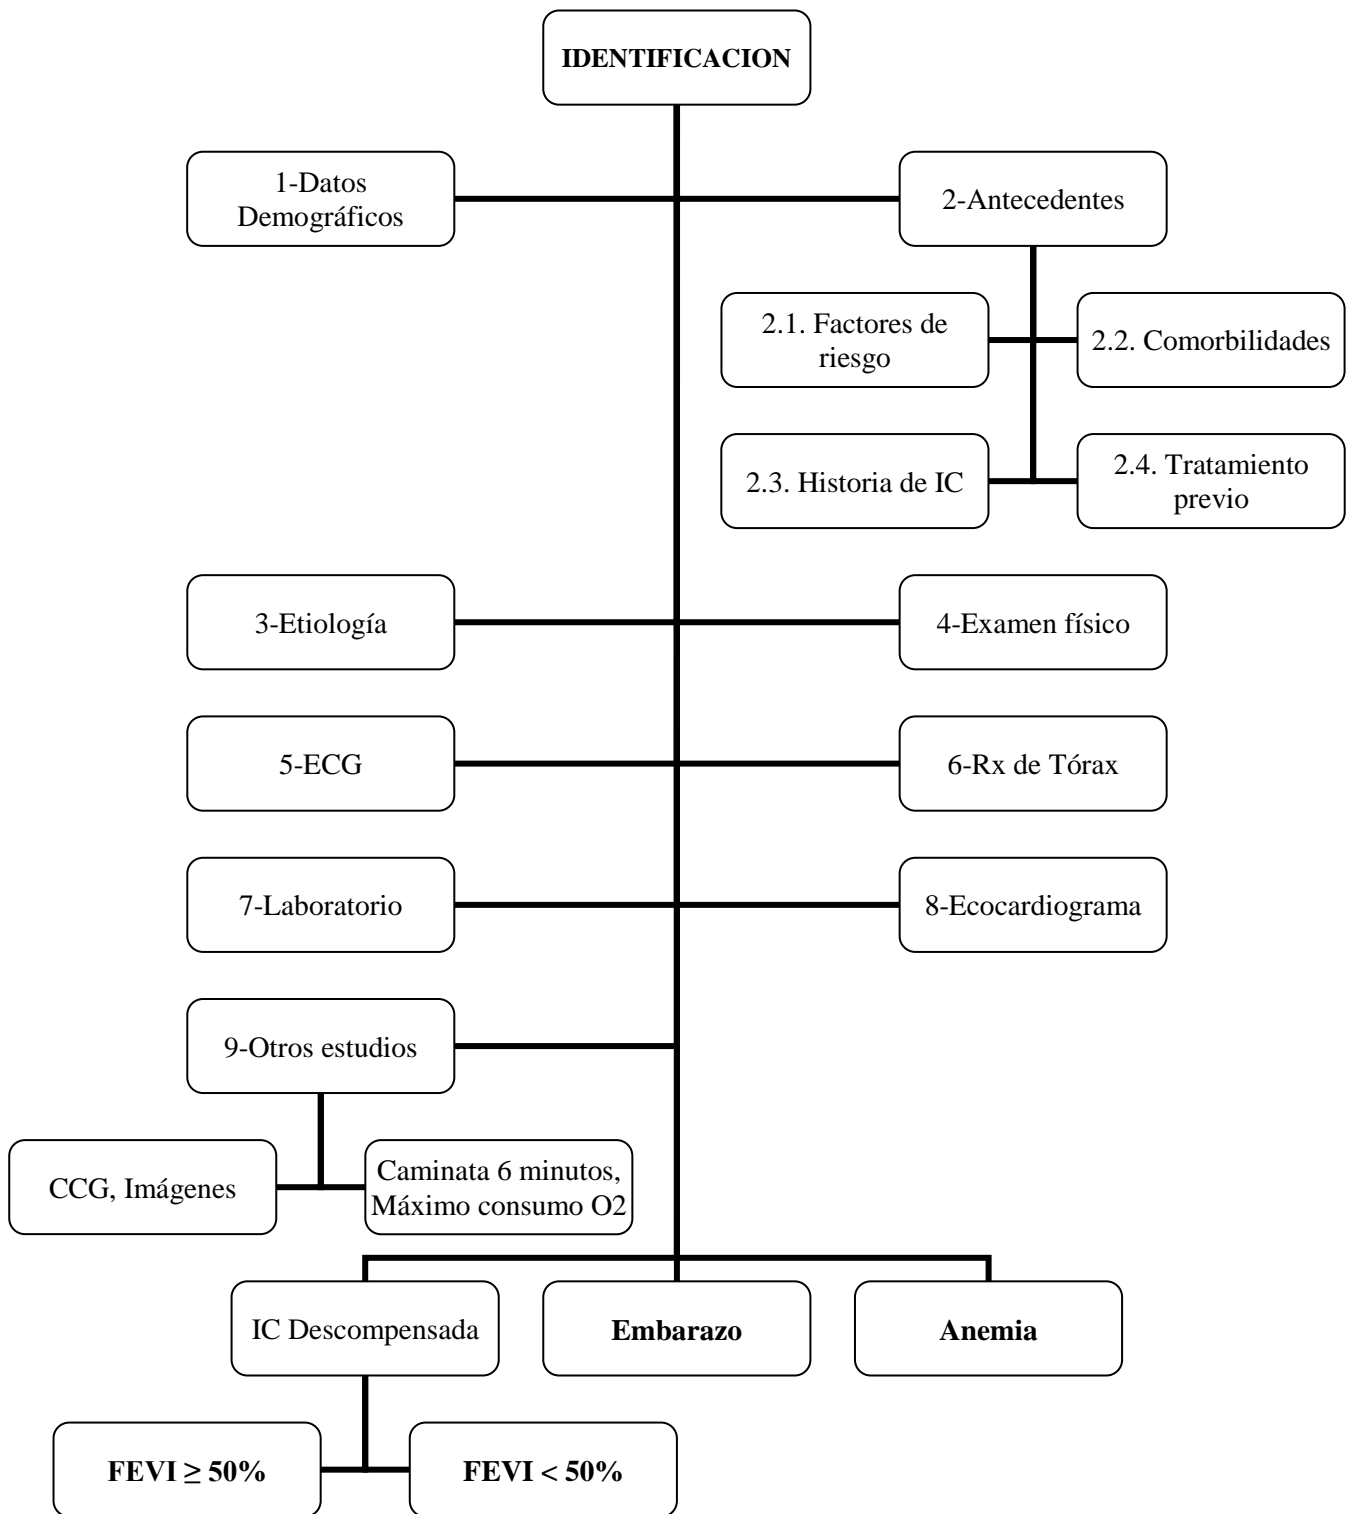 IDENTIFICACION
1-Datos
Demográficos
2-Antecedentes
2.1. Factores de
riesgo
2.2. Comorbilidades
2.3. Historia de IC
2.4. Tratamiento
previo
3-Etiología
4-Examen físico
5-ECG
6-Rx de Tórax
7-Laboratorio
8-Ecocardiograma
9-Otros estudios
CCG, Imágenes
Caminata 6 minutos,
Máximo consumo O2
IC Descompensada
Embarazo
Anemia
FEVI ≥ 50%
FEVI < 50%